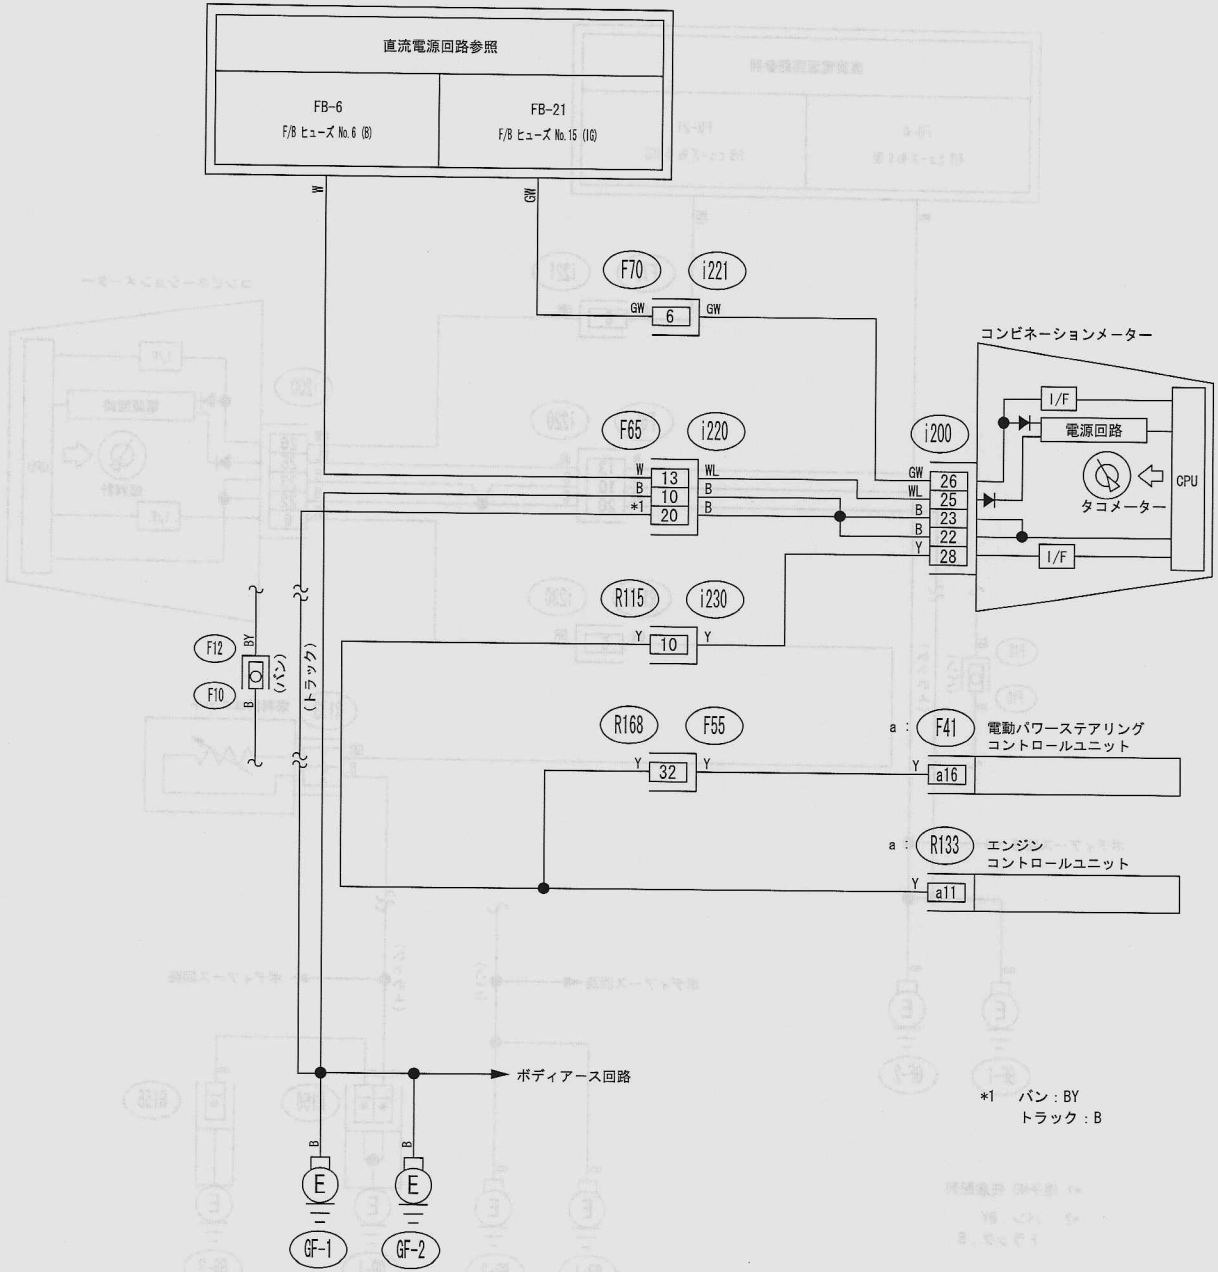 直流電源回路参照
FB-6
F/B ヒューズ No.6 (B)
FB-21
F/B ヒューズ No.15 (IG)
W
GW
F70
i221
GW
6
GW
コンビネーションメーター
I/F
電源回路
CPU
タコメーター
I/F
F65
i220
i200
W
13
WL
B
10
B
*1
20
B
GW
26
WL
25
B
23
B
22
Y
28
R115
i230
Y
10
Y
F12
BY
(バン)
F10
B
(トラック)
R168
F55
Y
32
Y
a :
F41
電動パワーステアリング
コントロールユニット
Y
a16
a :
R133
エンジン
コントロールユニット
Y
a11
ボディアース回路
B
B
E
E
GF-1
GF-2
*1 バン : BY
トラック : B